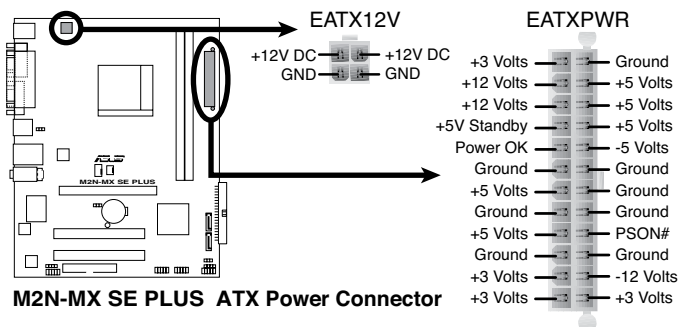 EATX12V
+12V DC +12V DC
GND GND
EATXPWR
+3 Volts Ground
+12 Volts +5 Volts
+12 Volts +5 Volts
+5V Standby +5 Volts
Power OK -5 Volts
Ground Ground
+5 Volts Ground
Ground Ground
+5 Volts PSON#
Ground Ground
+3 Volts -12 Volts
+3 Volts +3 Volts
ASUS
M2N-MX SE PLUS
M2N-MX SE PLUS ATX Power Connector